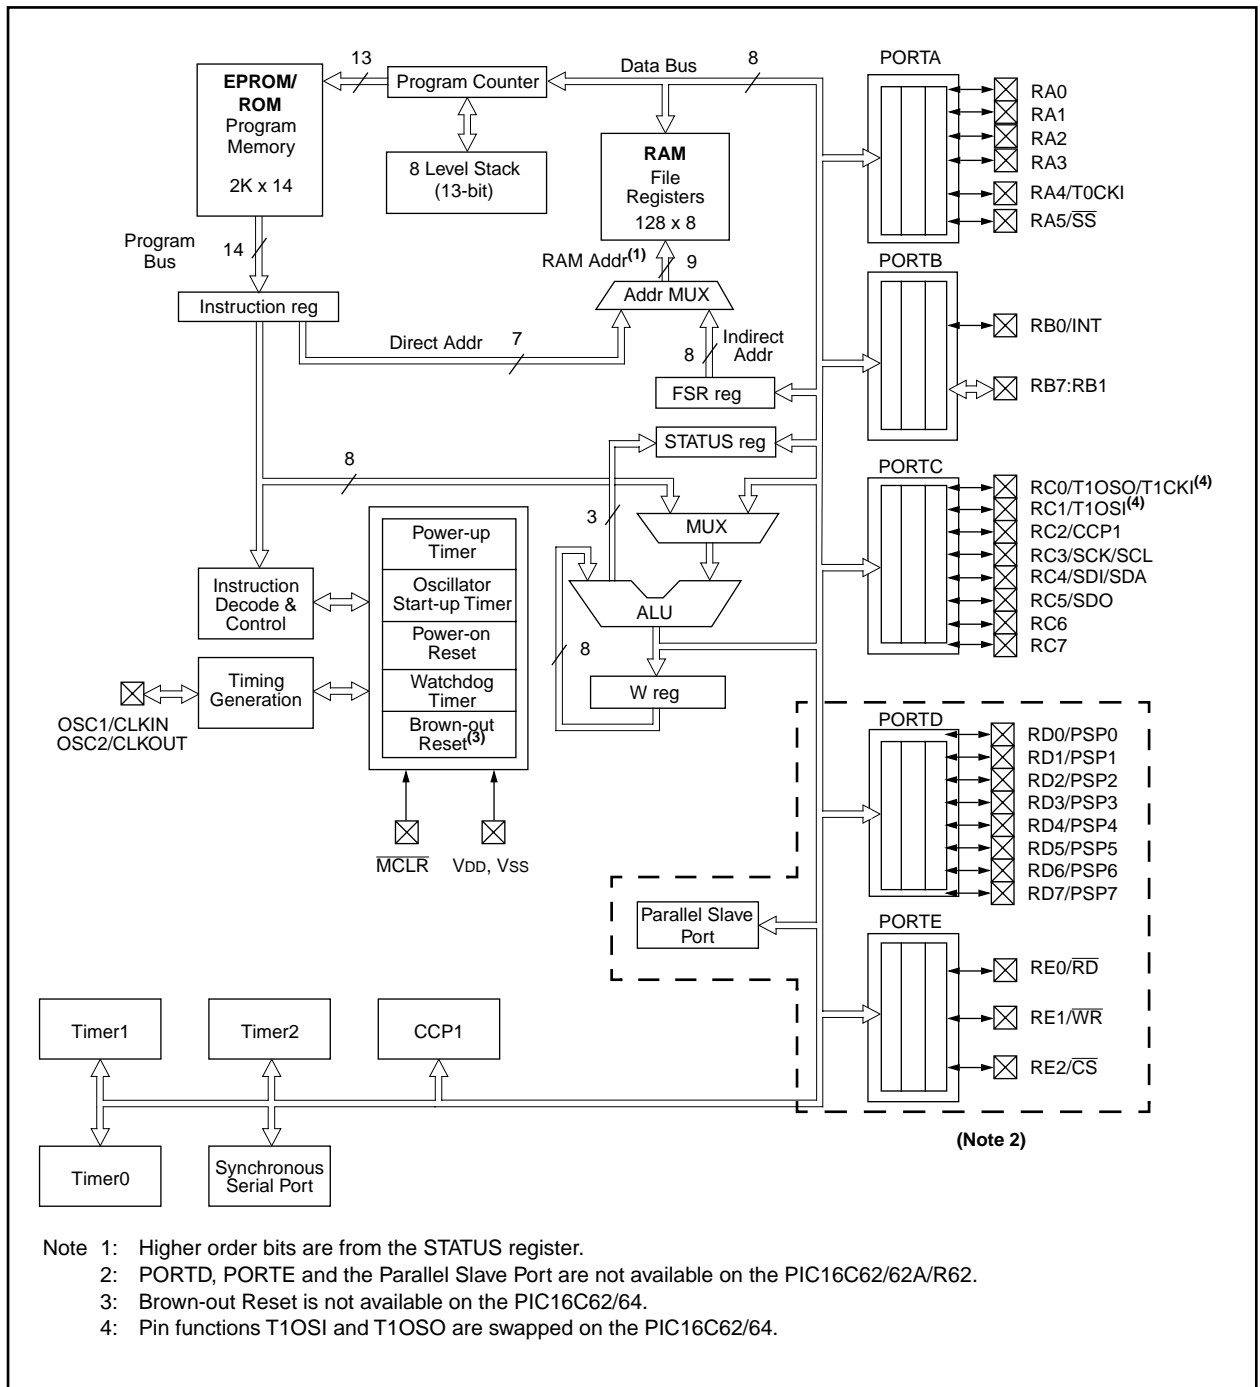 13
Data Bus
8
PORTA
EPROM/
ROM
Program
Memory
2K x 14
Program Counter
8 Level Stack
(13-bit)
RAM
File
Registers
128 x 8
RA0
RA1
RA2
RA3
RA4/T0CKI
RA5/SS
Program
Bus
14
RAM Addr(1)
9
PORTB
Instruction reg
Addr MUX
Direct Addr
7
8
Indirect
Addr
RB0/INT
RB7:RB1
FSR reg
STATUS reg
PORTC
8
3
MUX
RC0/T1OSO/T1CKI(4)
RC1/T1OSI(4)
RC2/CCP1
RC3/SCK/SCL
RC4/SDI/SDA
RC5/SDO
RC6
RC7
Power-up
Timer
Oscillator
Start-up Timer
Power-on
Reset
Watchdog
Timer
Brown-out
Reset(3)
Instruction
Decode &
Control
ALU
8
W reg
Timing
Generation
OSC1/CLKIN
OSC2/CLKOUT
MCLR
VDD, VSS
PORTD
RD0/PSP0
RD1/PSP1
RD2/PSP2
RD3/PSP3
RD4/PSP4
RD5/PSP5
RD6/PSP6
RD7/PSP7
Parallel Slave
Port
PORTE
RE0/RD
RE1/WR
RE2/CS
Timer1
Timer2
CCP1
(Note 2)
Timer0
Synchronous
Serial Port
Note 1: Higher order bits are from the STATUS register.
2: PORTD, PORTE and the Parallel Slave Port are not available on the PIC16C62/62A/R62.
3: Brown-out Reset is not available on the PIC16C62/64.
4: Pin functions T1OSI and T1OSO are swapped on the PIC16C62/64.